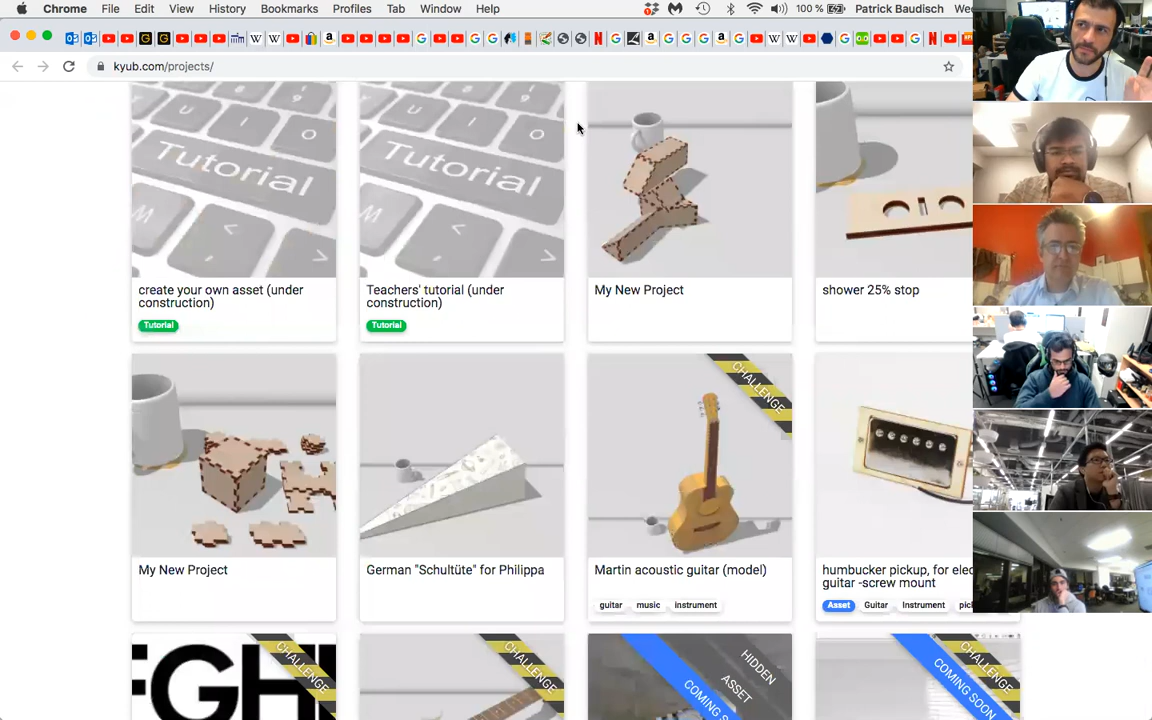 Chrome File Edit View History Bookmarks Profiles Tab Window Help 100 % Patrick Baudisch Wed
kyub.com/projects/
Tutorial
Tutorial
create your own asset (under
construction)
Tutorial
Teachers' tutorial (under
construction)
Tutorial
My New Project
shower 25% stop
CHALLENGE
My New Project
German "Schultüte" for Philippa
Martin acoustic guitar (model)
guitar music Instrument
humbucker pickup, for elec
guitar -screw mount
Asset Guitar Instrument pic
FGHI
CHALLENGE
CHALLENGE
HIDDEN
ASSET
COMING S
CHALLENGE
COMING SOON